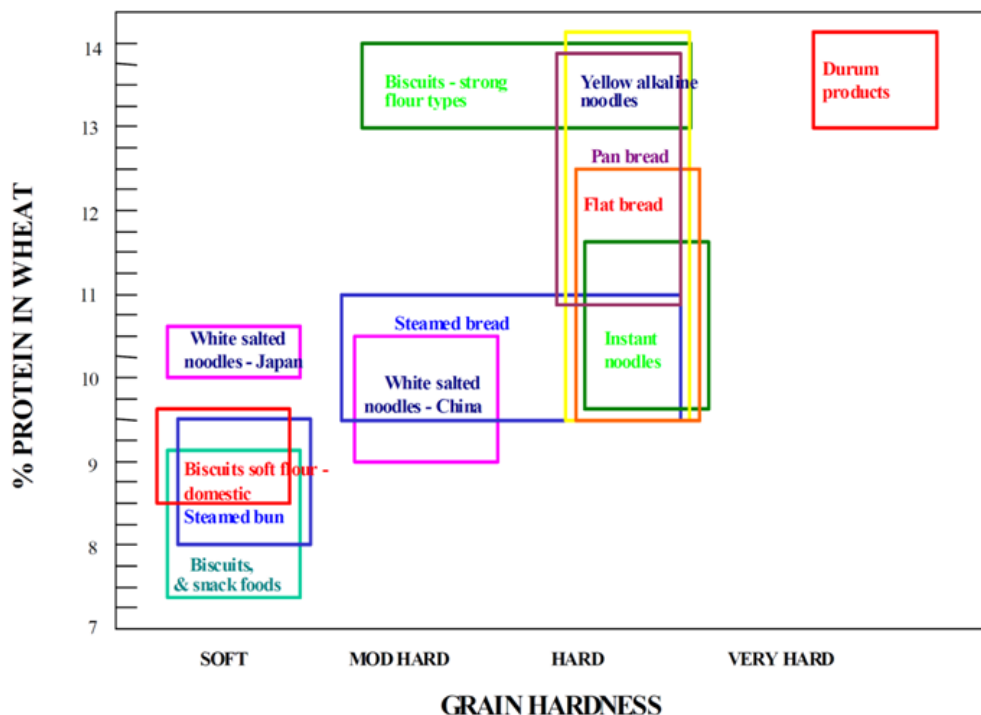 14
13
12
11
10
9
8
7
% PROTEIN IN WHEAT
Biscuits - strong
flour types
Yellow alkaline
noodles
Durum
products
Pan bread
Flat bread
Steamed bread
Instant
noodles
White salted
noodles - Japan
White salted
noodles - China
Biscuits soft flour -
domestic
Steamed bun
Biscuits,
& snack foods
SOFT
MOD HARD
HARD
VERY HARD
GRAIN HARDNESS